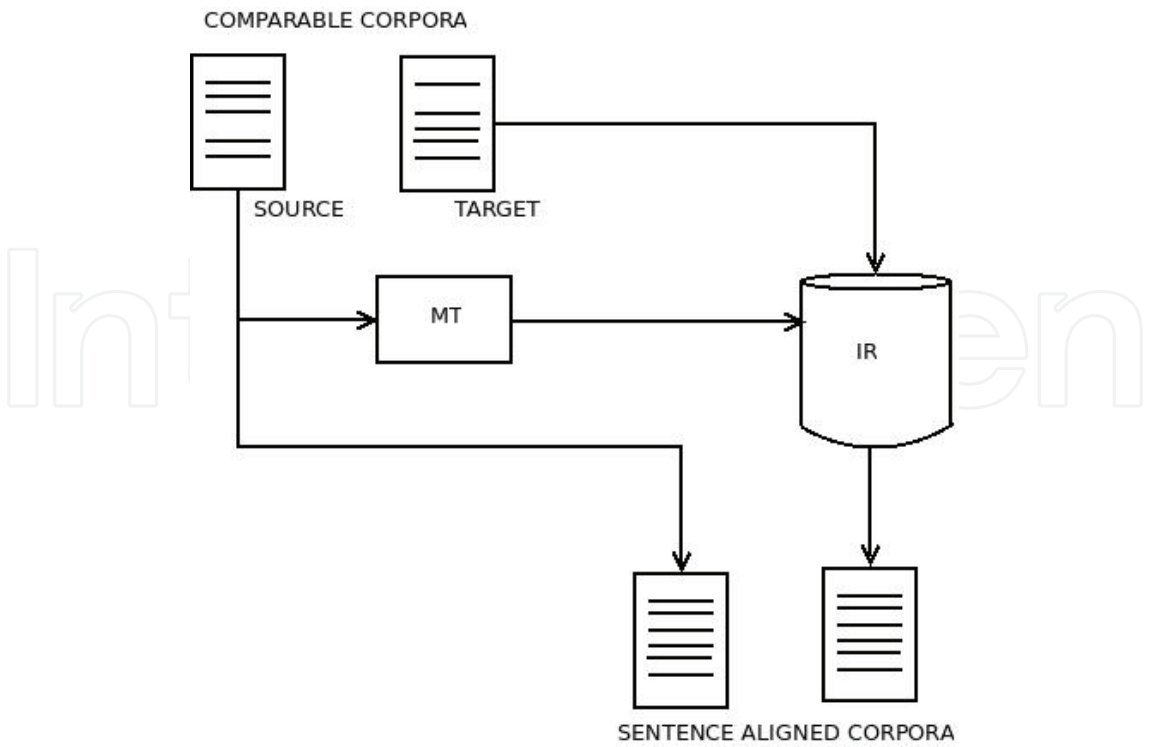 COMPARABLE CORPORA
SOURCE
TARGET
MT
IR
SENTENCE ALIGNED CORPORA